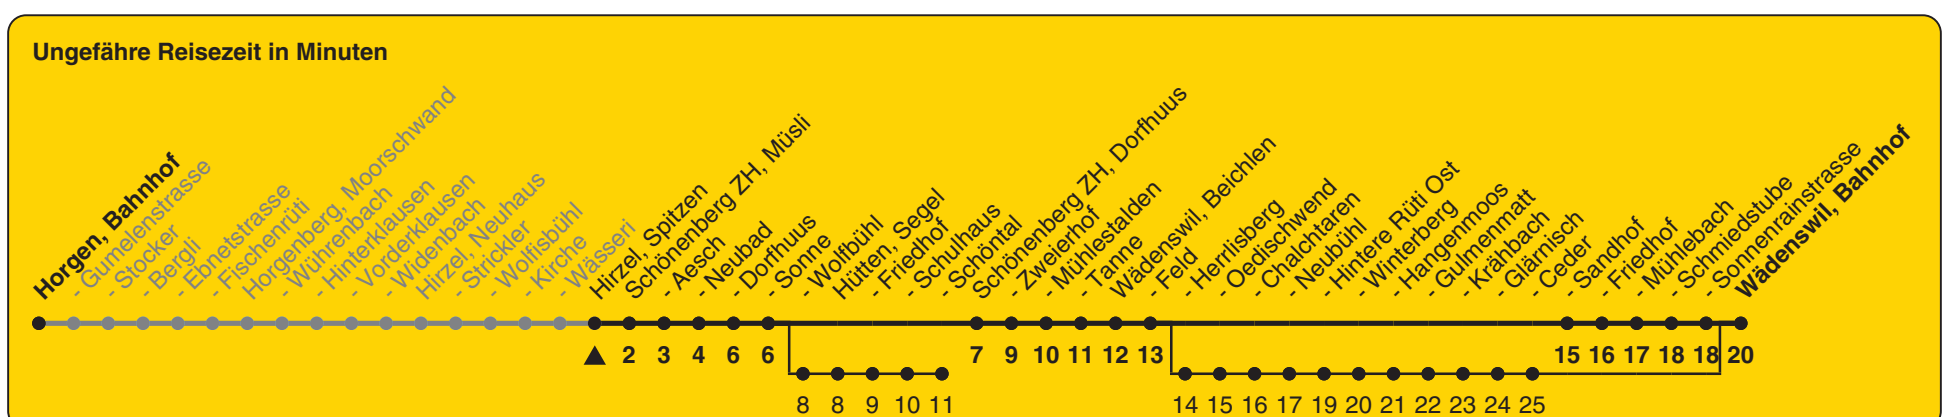 Ungefähre Reisezeit in Minuten
Horgen, Bahnhof
- Gumelenstrasse
- Stocker
- Bergli
- Ebnetstrasse
- Fischenrüti
Horgenberg, Moorschwand
- Wührenbach
- Hinterklausen
- Vorderklausen
- Widenbach
Hirzel, Neuhaus
- Strickler
- Wolfisbühl
- Kirche
- Wässeri
Hirzel, Spitzen
Schönenberg ZH, Müsli
- Aesch
- Neubad
- Dorfhuus
- Sonne
- Wolfbühl
Hütten, Segel
- Friedhof
- Schulhaus
- Schöntal
Schönenberg ZH, Dorfhuus
- Zweierhof
- Mühlestalden
- Tanne
Wädenswil, Beichlen
- Feld
- Herrlisberg
- Oedischwend
- Chalchtaren
- Neubühl
- Hintere Rüti Ost
- Winterberg
- Hangenmoos
- Gulmenmatt
- Krähbach
- Glärnisch
- Ceder
- Sandhof
- Friedhof
- Mühlebach
- Schmiedstube
- Sonnenrainstrasse
Wädenswil, Bahnhof
2 3 4 6 6 7 9 10 11 12 13 15 16 17 18 18 20
8 8 9 10 11 14 15 16 17 19 20 21 22 23 24 25